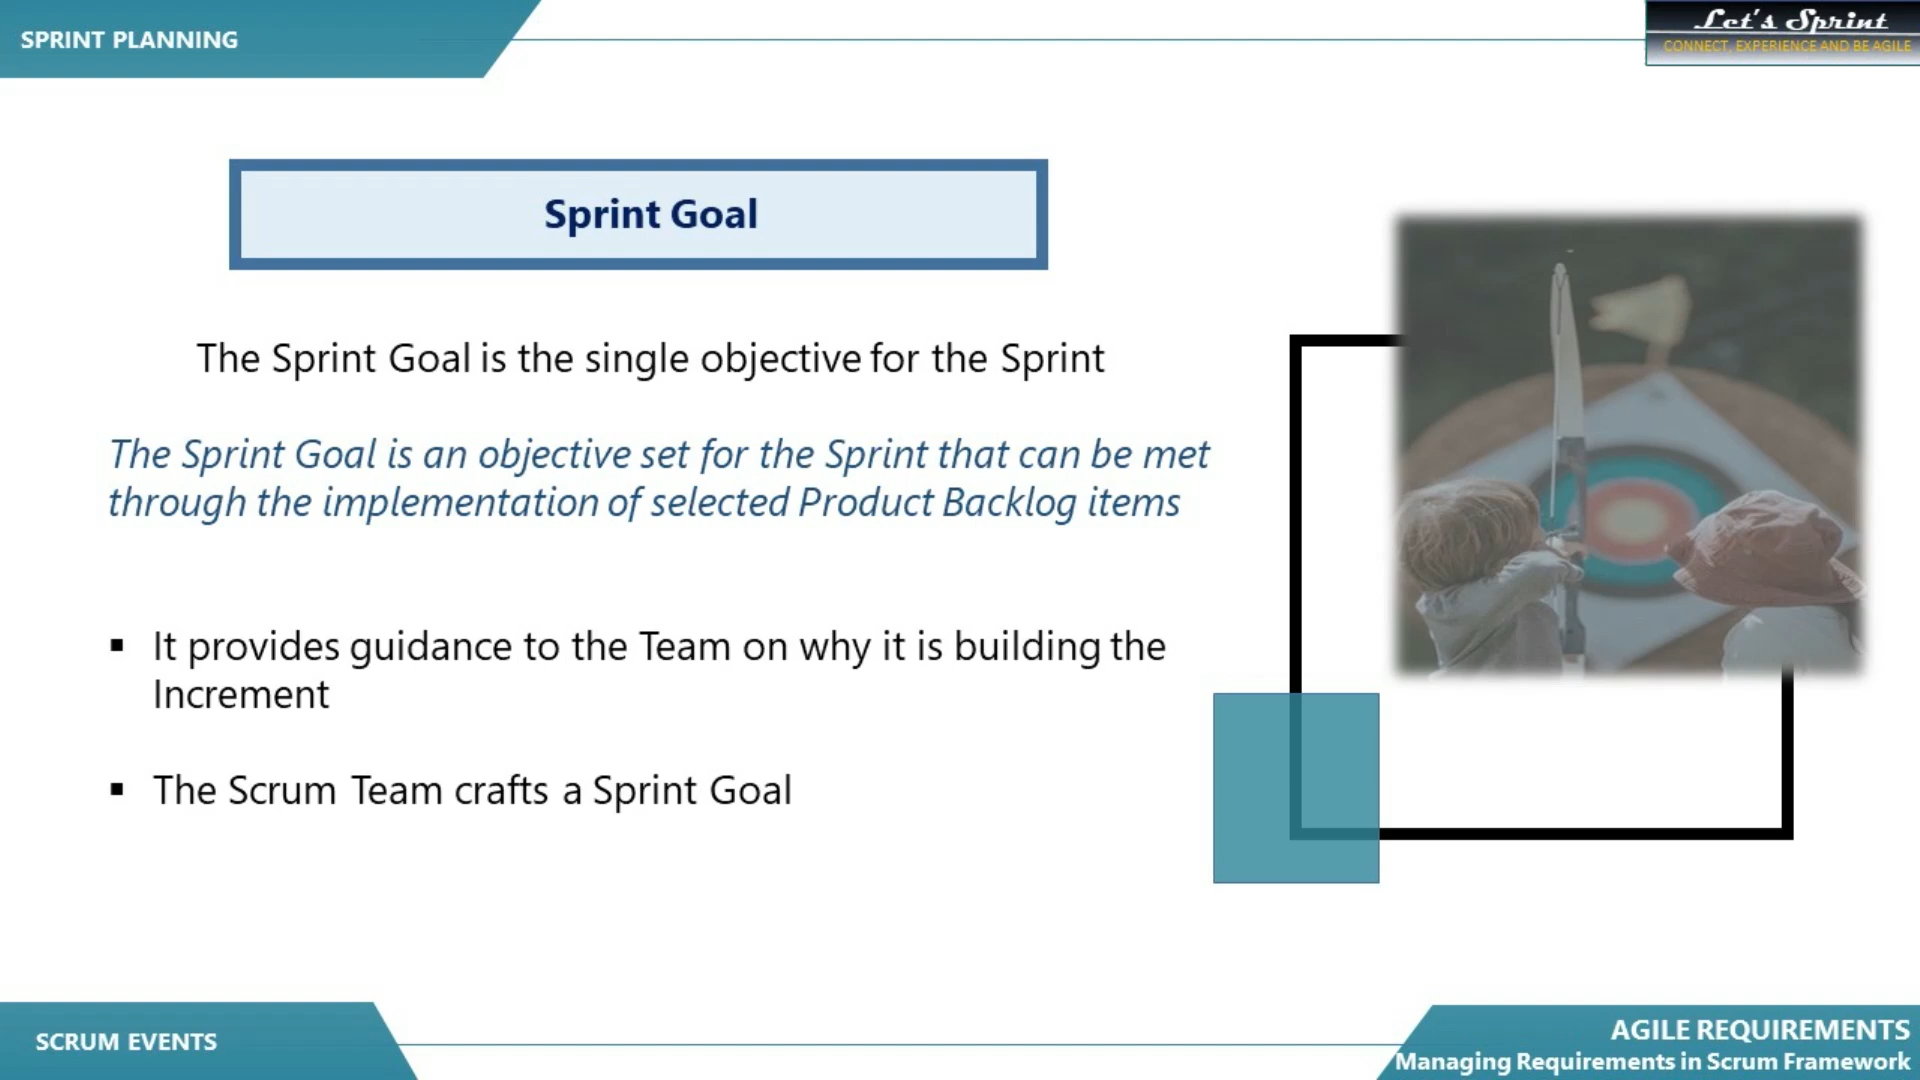 SPRINT PLANNING
Let's Sprint
CONNECT, EXPERIENCE AND BE AGILE
Sprint Goal
The Sprint Goal is the single objective for the Sprint
The Sprint Goal is an objective set for the Sprint that can be met
through the implementation of selected Product Backlog items
▪ It provides guidance to the Team on why it is building the
Increment
▪ The Scrum Team crafts a Sprint Goal
SCRUM EVENTS
AGILE REQUIREMENTS
Managing Requirements in Scrum Framework